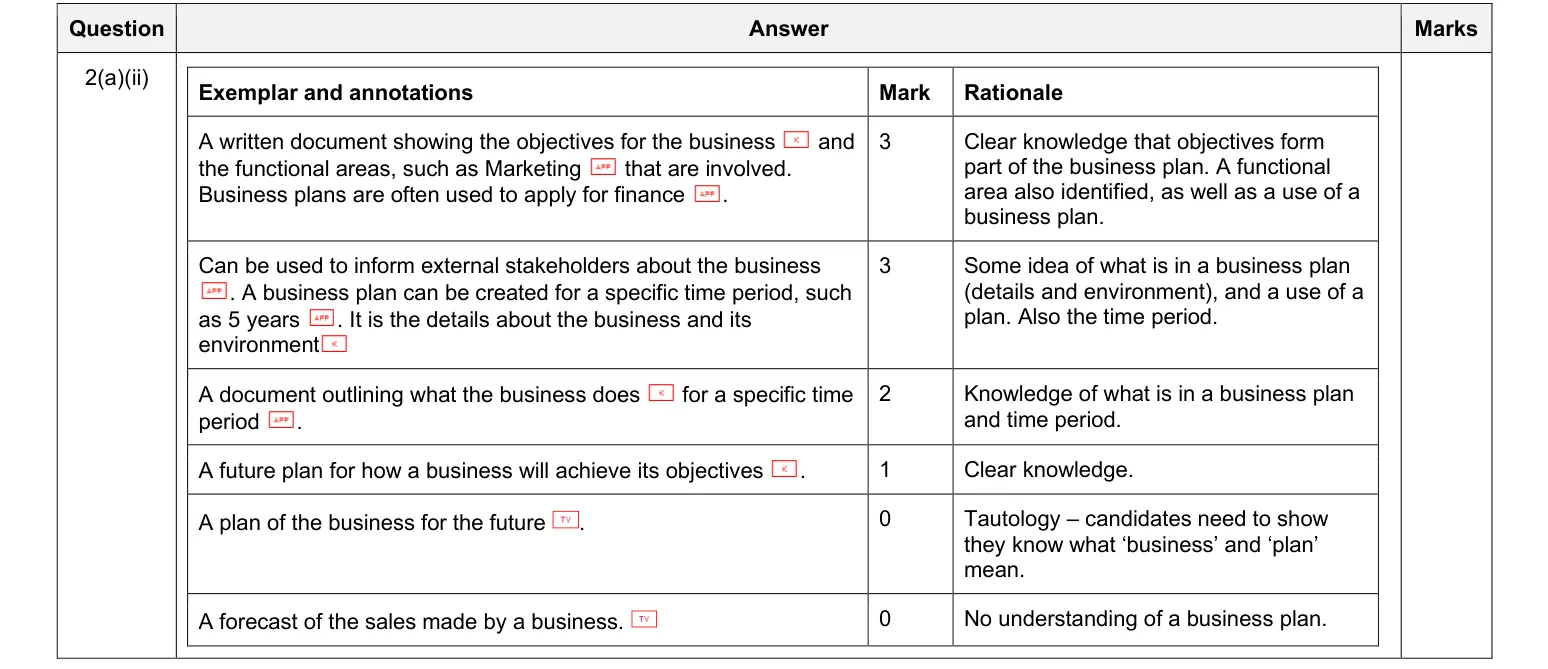 Question Answer Marks
2(a)(ii)
Exemplar and annotations Mark Rationale
A written document showing the objectives for the business K and
the functional areas, such as Marketing APP that are involved.
Business plans are often used to apply for finance APP .
3
Clear knowledge that objectives form
part of the business plan. A functional
area also identified, as well as a use of a
business plan.
Can be used to inform external stakeholders about the business
APP . A business plan can be created for a specific time period, such
as 5 years APP . It is the details about the business and its
environment K
3
Some idea of what is in a business plan
(details and environment), and a use of a
plan. Also the time period.
A document outlining what the business does K for a specific time
period APP .
2
Knowledge of what is in a business plan
and time period.
A future plan for how a business will achieve its objectives K .
1
Clear knowledge.
A plan of the business for the future TV .
0
Tautology – candidates need to show
they know what ‘business’ and ‘plan’
mean.
A forecast of the sales made by a business. TV
0
No understanding of a business plan.